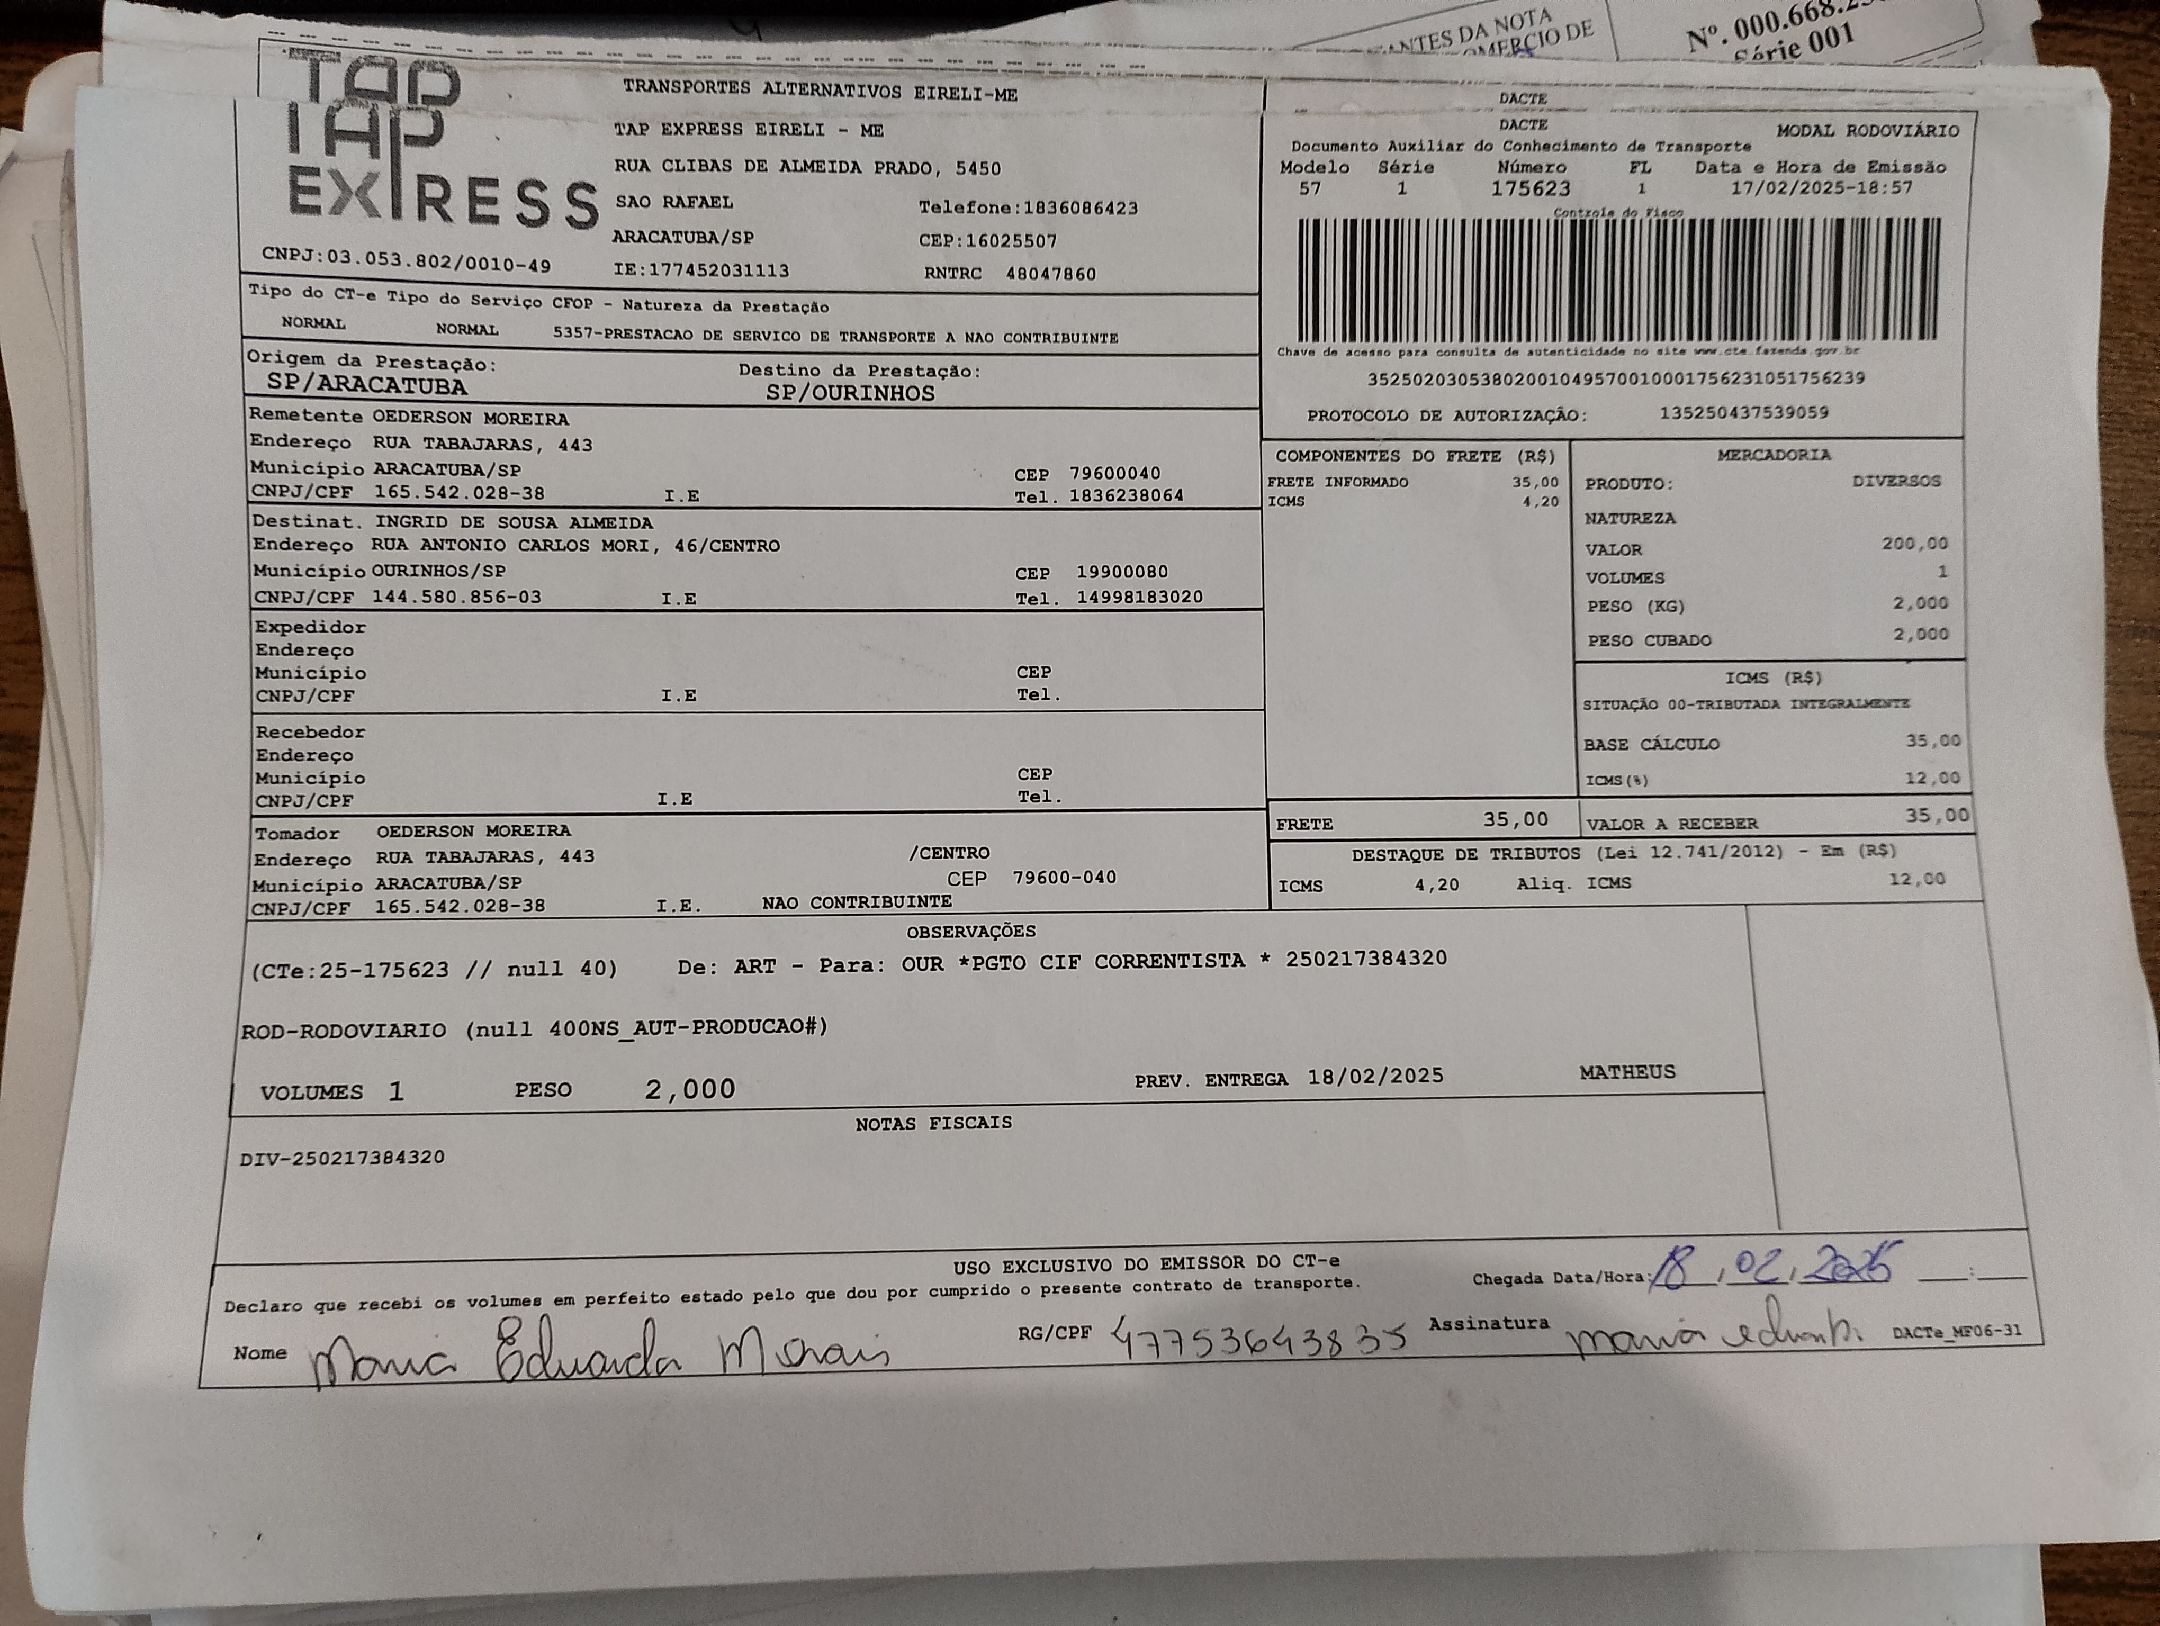 ANTES DA NOTA
OMERCIO DE
Nº. 000.668.2
Série 001
TAP
TAP
EXPRESS
CNPJ:03.053.802/0010-49
TRANSPORTES ALTERNATIVOS EIRELI-ME
TAP EXPRESS EIRELI - ME
RUA CLIBAS DE ALMEIDA PRADO, 5450
SAO RAFAEL Telefone:1836086423
ARACATUBA/SP CEP:16025507
IE:177452031113 RNTRC 48047860
DACTE
DACTE
MODAL RODOVIÁRIO
Documento Auxiliar do Conhecimento de Transporte
Modelo Série Número FL Data e Hora de Emissão
57 1 175623 1 17/02/2025-18:57
Controle do Fisco
Chave de acesso para consulta de autenticidade no site www.cte.fazenda.gov.br
35250203053802001049570010001756231051756239
PROTOCOLO DE AUTORIZAÇÃO: 135250437539059
Tipo do CT-e Tipo do Serviço CFOP - Natureza da Prestação
NORMAL NORMAL 5357-PRESTACAO DE SERVICO DE TRANSPORTE A NAO CONTRIBUINTE
Origem da Prestação: Destino da Prestação:
SP/ARACATUBA SP/OURINHOS
Remetente OEDERSON MOREIRA
Endereço RUA TABAJARAS, 443
Município ARACATUBA/SP CEP 79600040
CNPJ/CPF 165.542.028-38 I.E Tel. 1836238064
Destinat. INGRID DE SOUSA ALMEIDA
Endereço RUA ANTONIO CARLOS MORI, 46/CENTRO
Município OURINHOS/SP CEP 19900080
CNPJ/CPF 144.580.856-03 I.E Tel. 14998183020
Expedidor
Endereço
Município CEP
CNPJ/CPF I.E Tel.
Recebedor
Endereço
Município CEP
CNPJ/CPF I.E Tel.
Tomador OEDERSON MOREIRA
Endereço RUA TABAJARAS, 443 /CENTRO
Município ARACATUBA/SP CEP 79600-040
CNPJ/CPF 165.542.028-38 I.E. NAO CONTRIBUINTE
COMPONENTES DO FRETE (R$)
FRETE INFORMADO 35,00
ICMS 4,20
MERCADORIA
PRODUTO: DIVERSOS
NATUREZA
VALOR 200,00
VOLUMES 1
PESO (KG) 2,000
PESO CUBADO 2,000
ICMS (R$)
SITUAÇÃO 00-TRIBUTADA INTEGRALMENTE
BASE CÁLCULO 35,00
ICMS(%) 12,00
FRETE 35,00 VALOR A RECEBER 35,00
DESTAQUE DE TRIBUTOS (Lei 12.741/2012) - Em (R$)
ICMS 4,20 Aliq. ICMS 12,00
OBSERVAÇÕES
(CTe:25-175623 // null 40) De: ART - Para: OUR *PGTO CIF CORRENTISTA * 250217384320
ROD-RODOVIARIO (null 400NS_AUT-PRODUCAO#)
VOLUMES 1 PESO 2,000 PREV. ENTREGA 18/02/2025 MATHEUS
NOTAS FISCAIS
DIV-250217384320
USO EXCLUSIVO DO EMISSOR DO CT-e
Declaro que recebi os volumes em perfeito estado pelo que dou por cumprido o presente contrato de transporte.
Chegada Data/Hora: 18/02/2025 __:__
Nome Maria Eduarda Morais RG/CPF 47753643835 Assinatura Maria DACTe_MF06-31